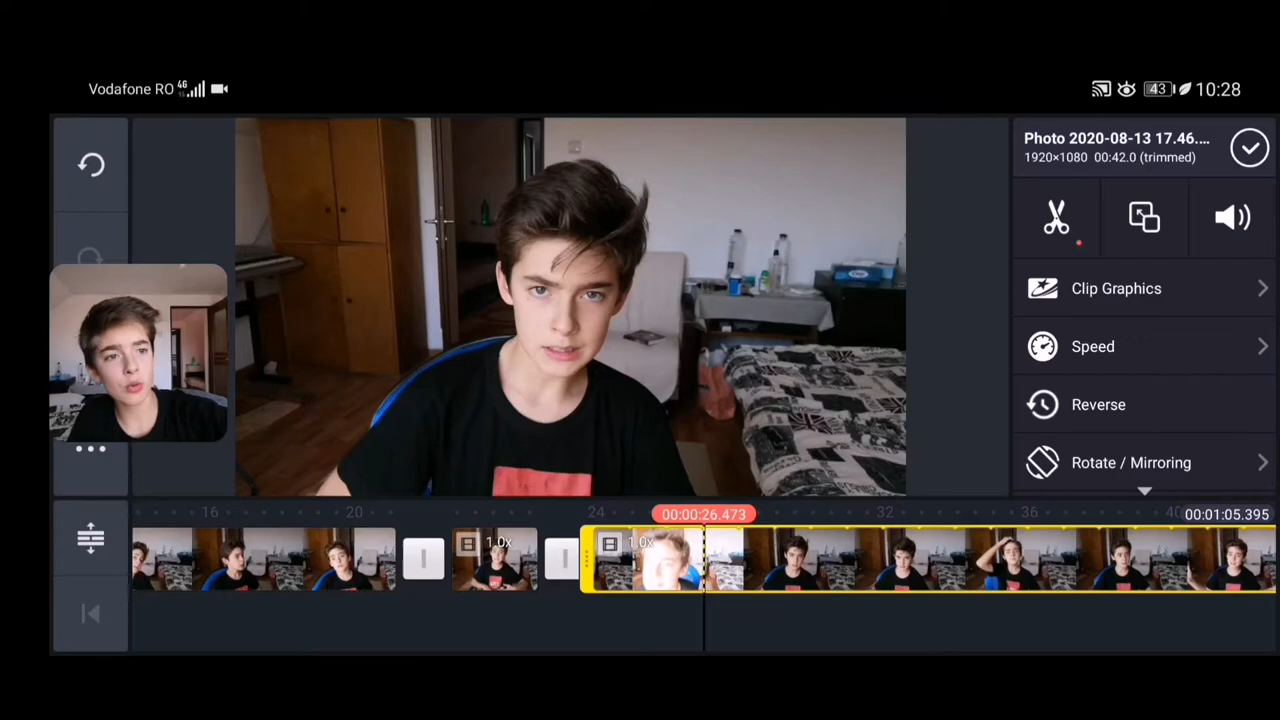 Vodafone RO 4G
43 10:28
Photo 2020-08-13 17.46....
1920×1080 00:42.0 (trimmed)
Clip Graphics
Speed
Reverse
Rotate / Mirroring
16 20 24 00:00:26.473 32 36 40 00:01:05.395
1.0x 1.0x